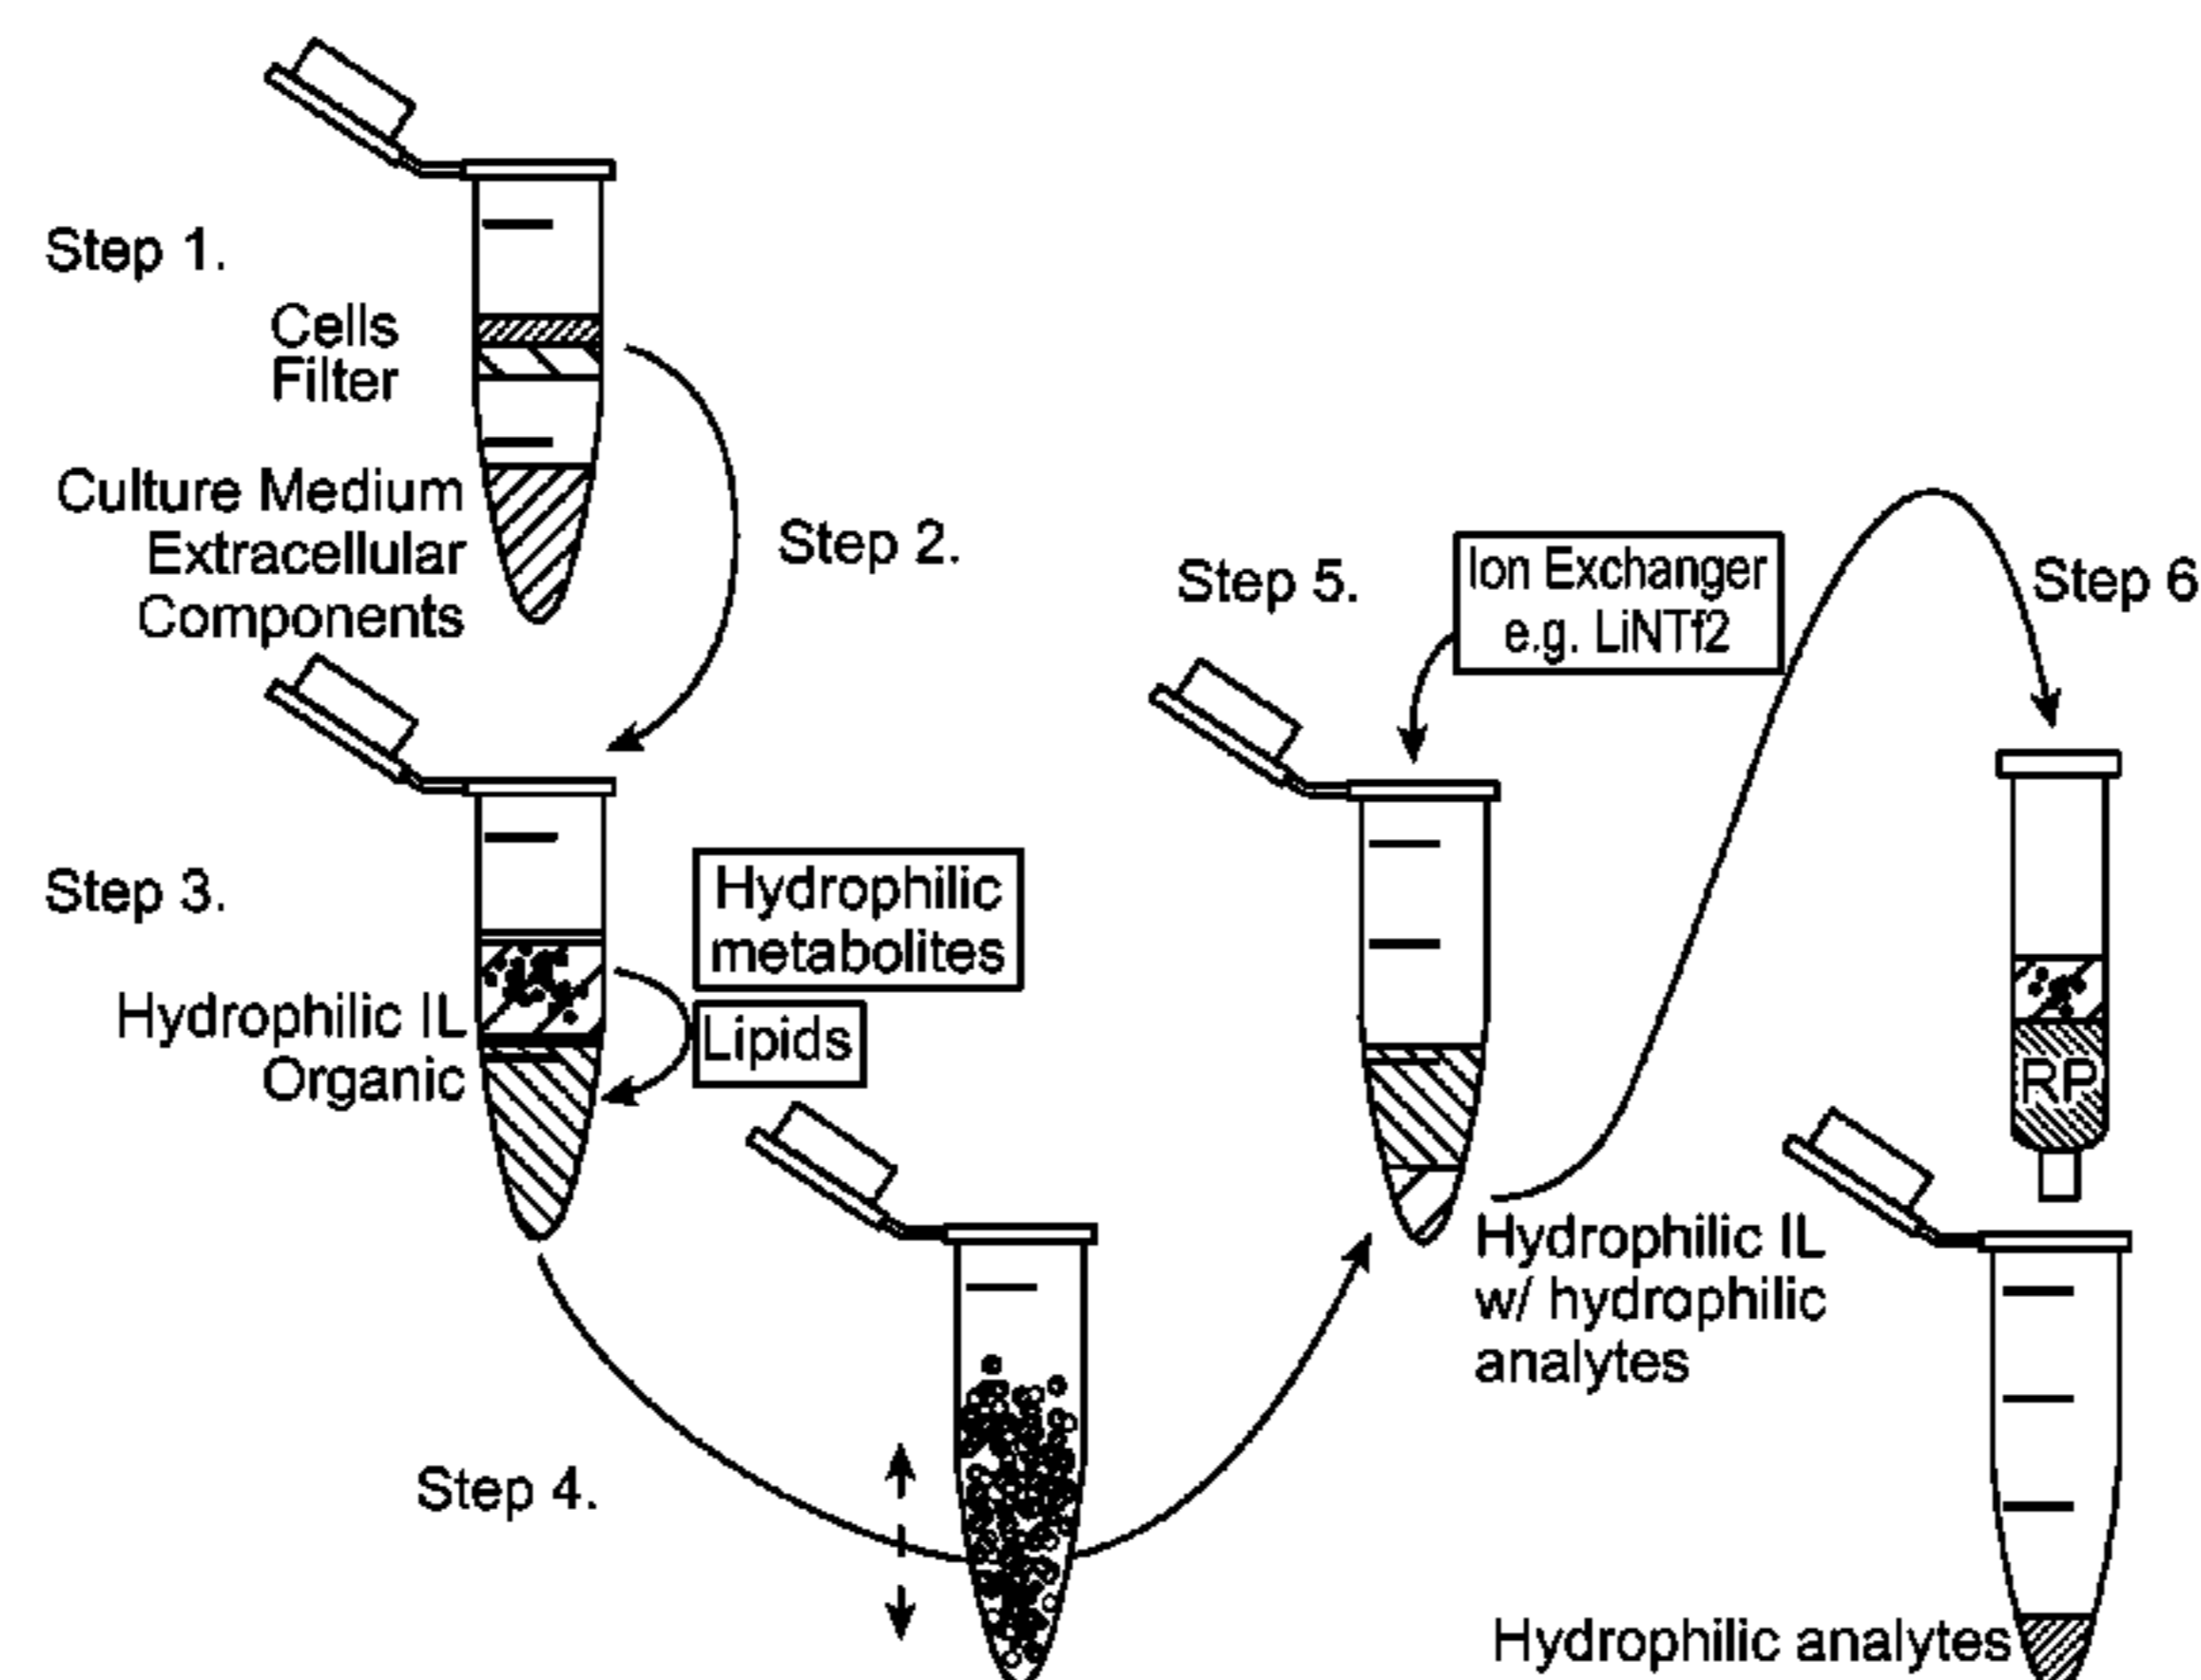 Step 1.
Cells
Filter
Culture Medium
Extracellular
Components
Step 2.
Step 3.
Hydrophilic
metabolites
Lipids
Hydrophilic IL
Organic
Step 4.
Step 5.
Ion Exchanger
e.g. LiNTf2
Hydrophilic IL
w/ hydrophilic
analytes
Step 6
RP
Hydrophilic analytes